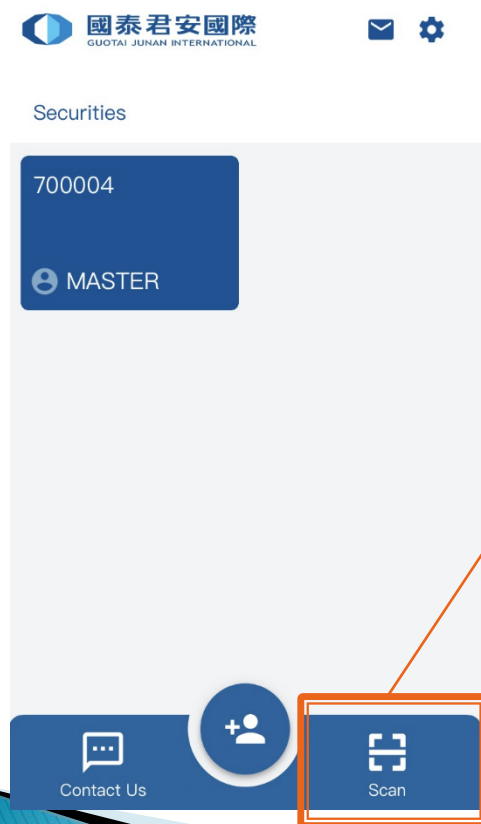 國泰君安國際
GUOTAI JUNAN INTERNATIONAL
Securities
700004
MASTER
Contact Us
Scan